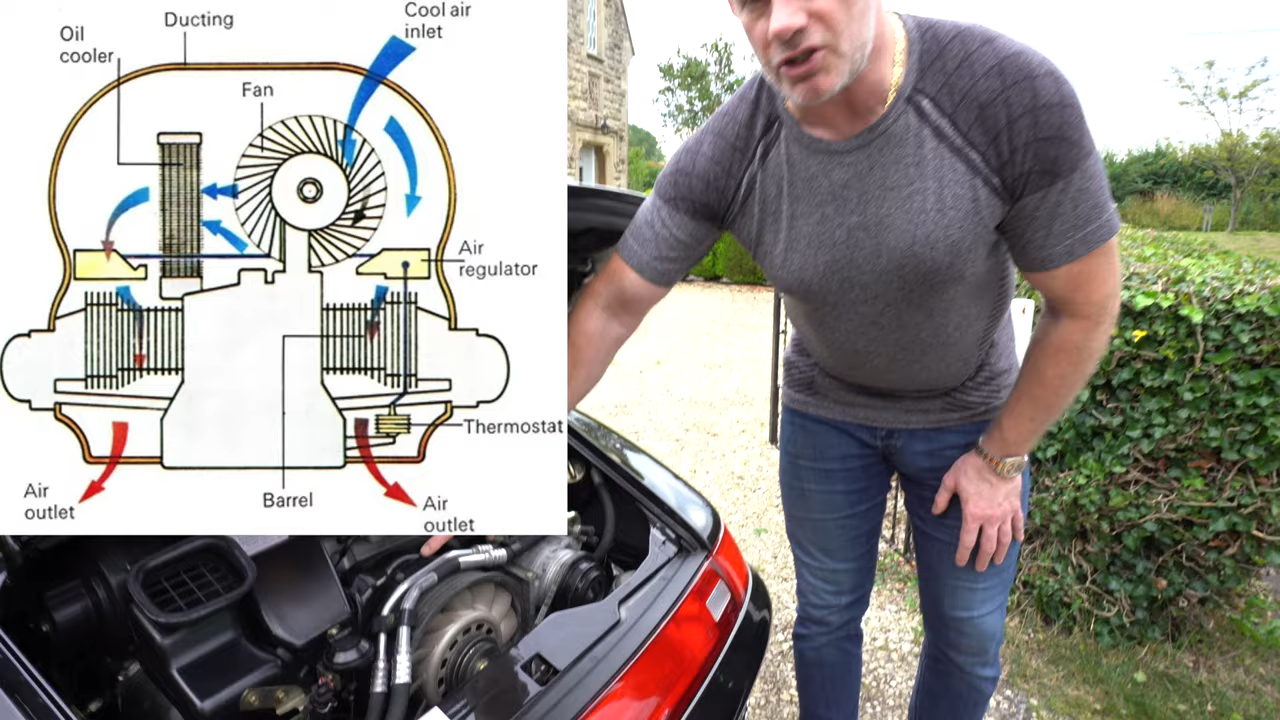 Ducting
Cool air
inlet
Oil
cooler
Fan
Air
regulator
Thermostat
Barrel
Air
outlet
Air
outlet